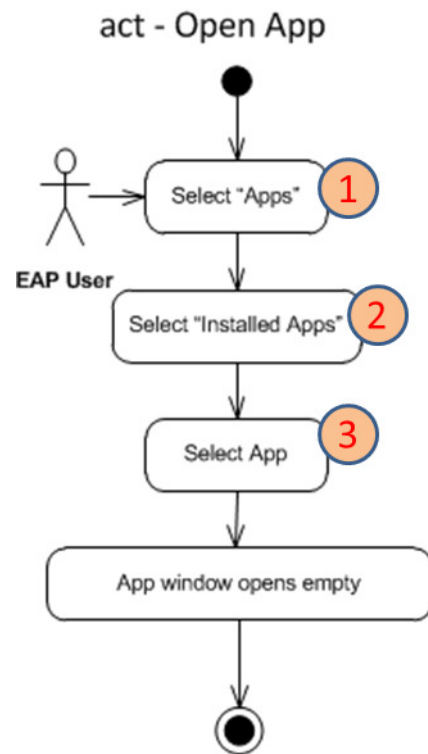 act - Open App
Select “Apps”
1
EAP User
Select “Installed Apps”
2
Select App
3
App window opens empty